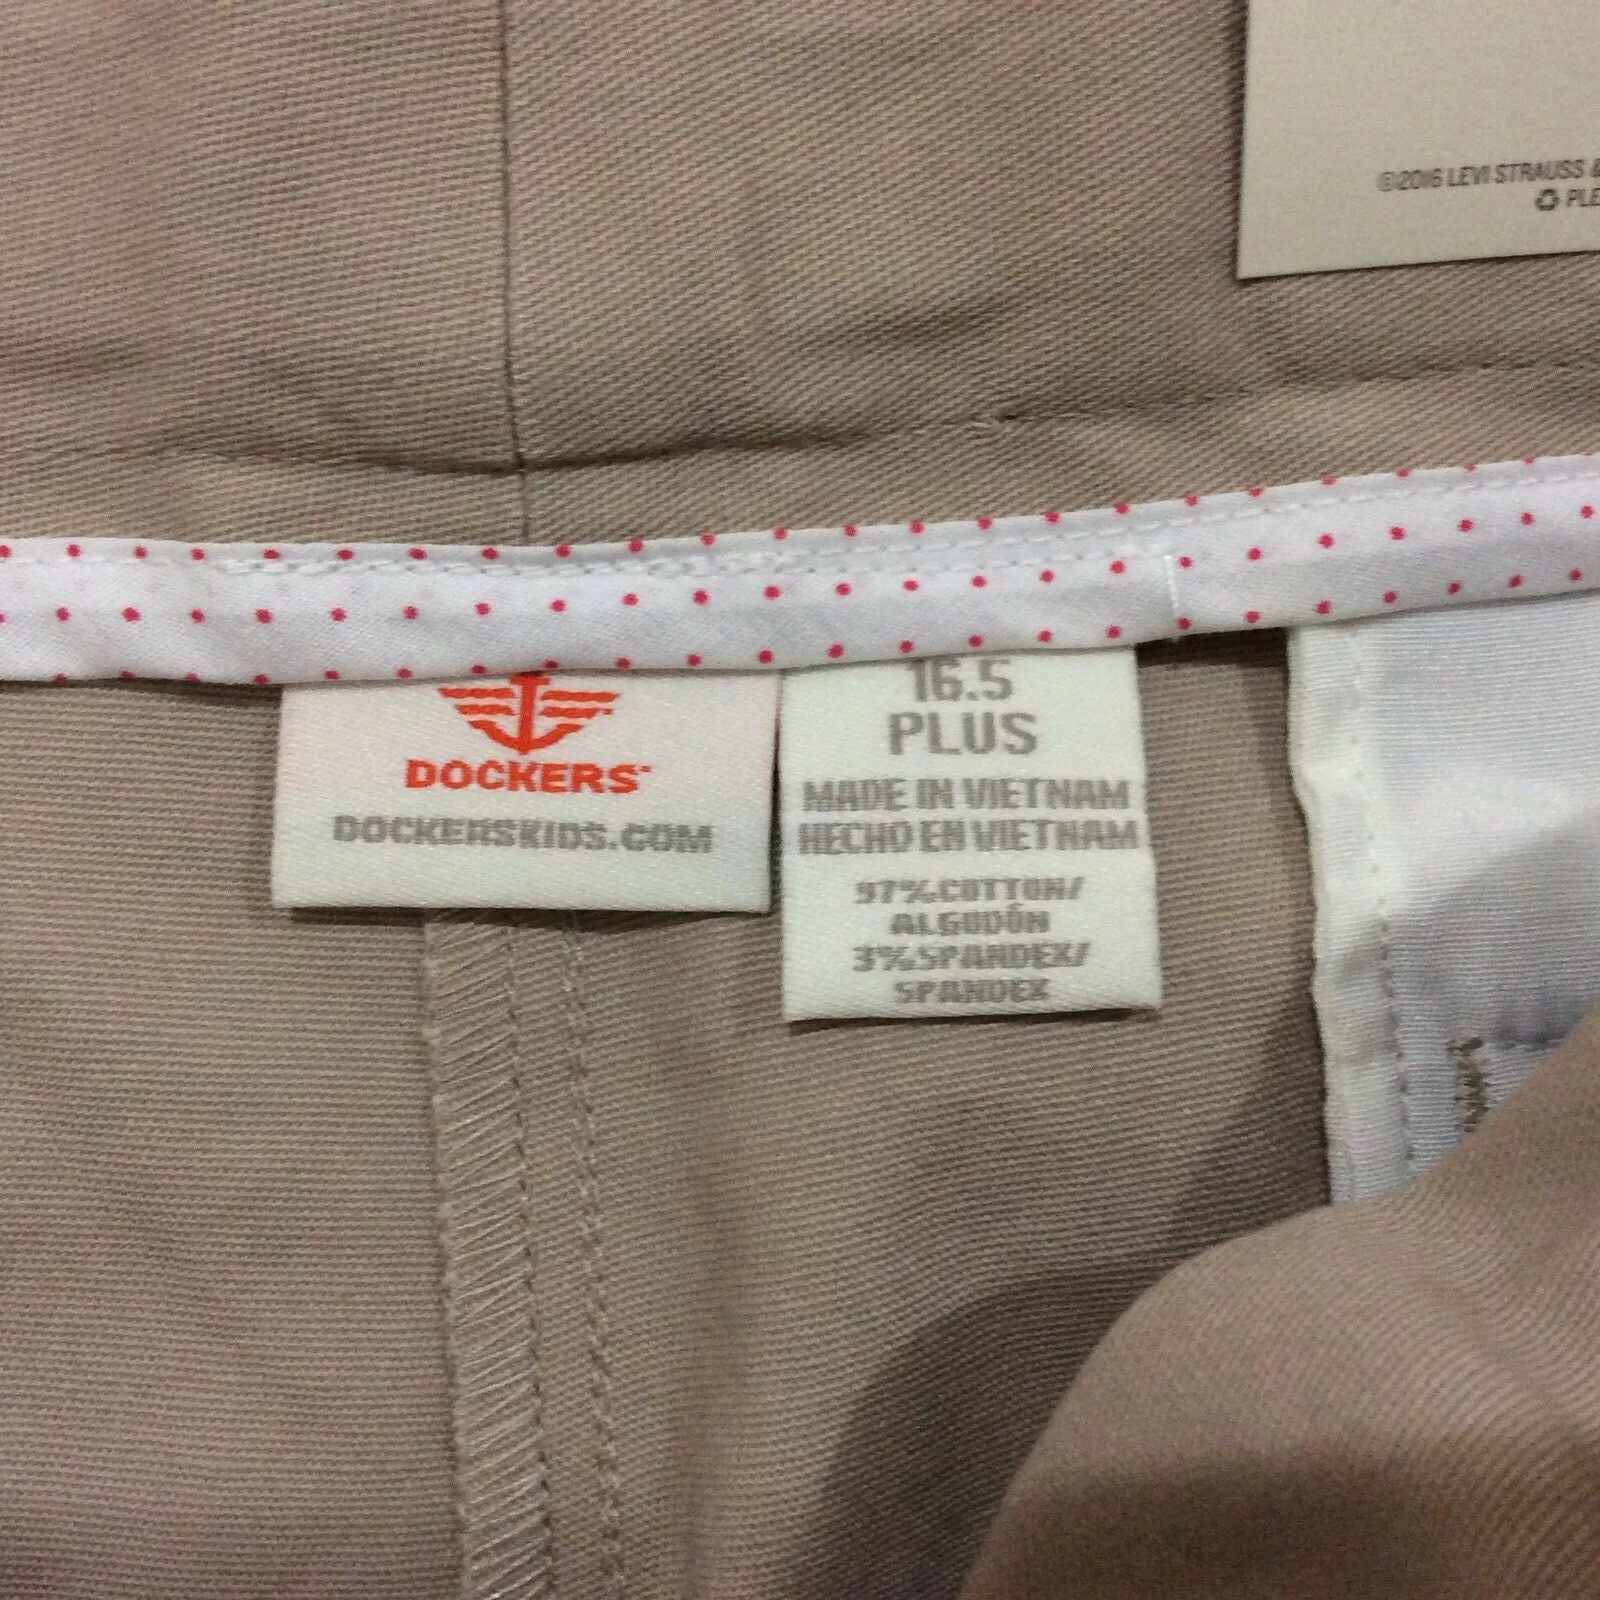 ©2016 LEVI STRAUSS &
PLE
DOCKERS
DOCKERSKIDS.COM
16.5
PLUS
MADE IN VIETNAM
HECHO EN VIETNAM
97% COTTON/
ALGODÓN
3% SPANDEX/
SPANDEX